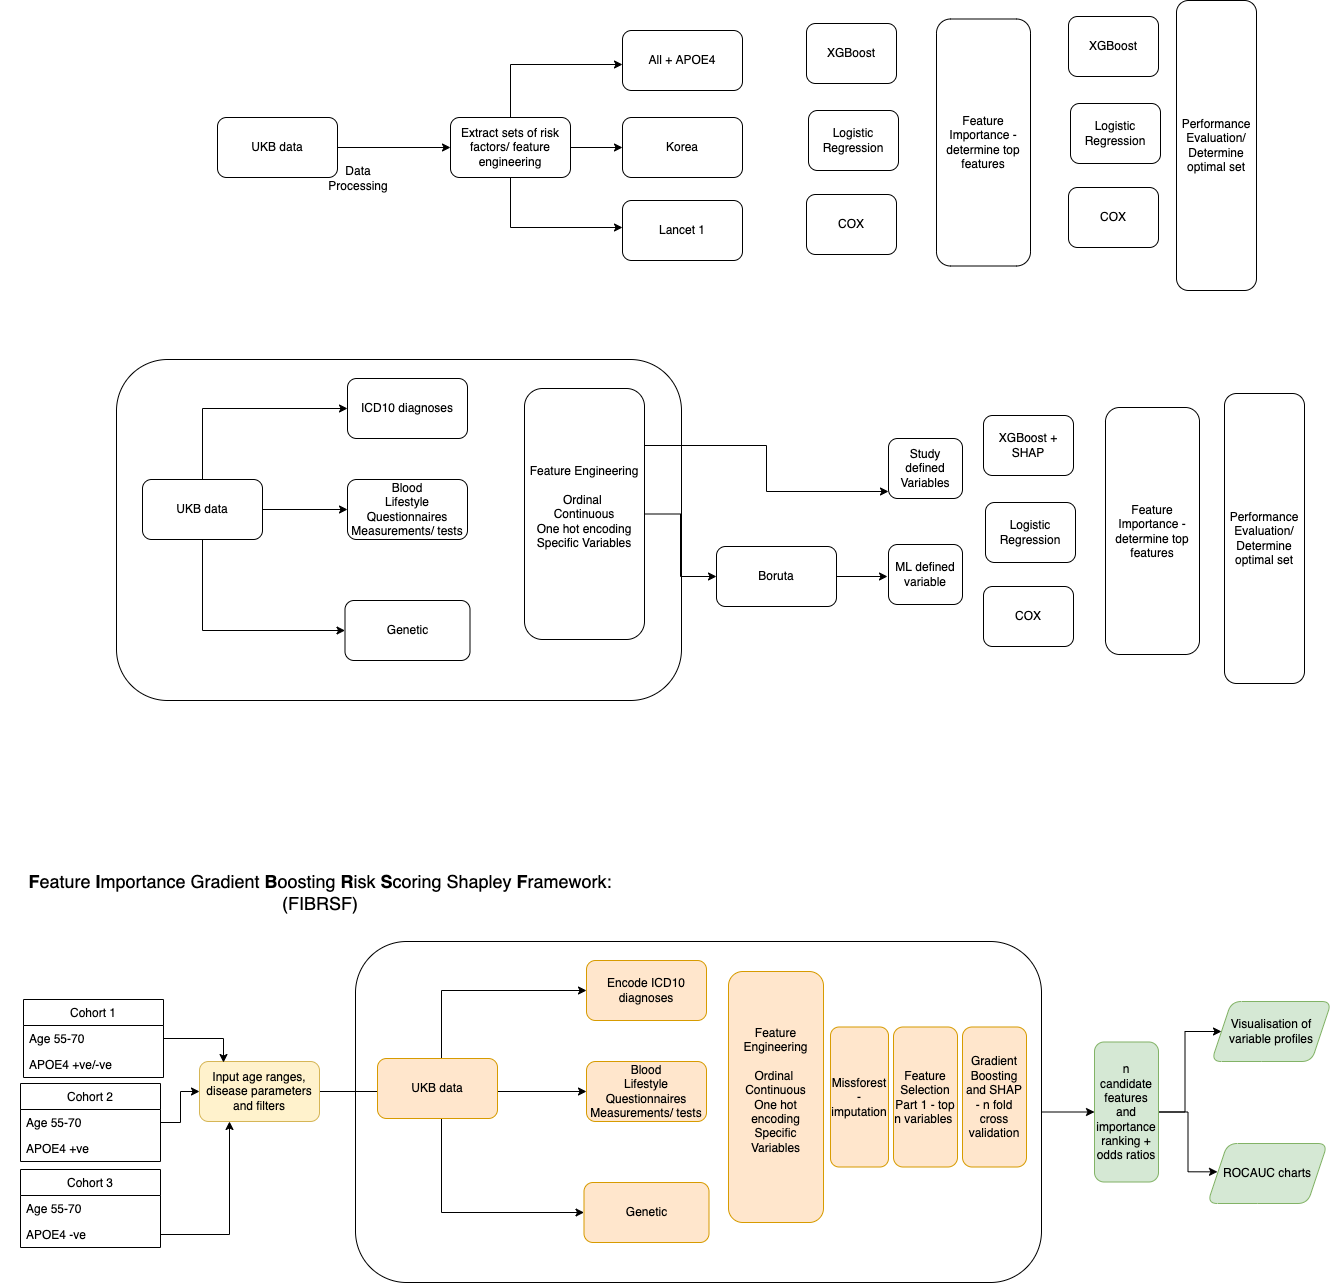 UKB data
Data
Processing
Extract sets of risk
factors/ feature
engineering
All + APOE4
Korea
Lancet 1
XGBoost
Logistic
Regression
COX
Feature
Importance -
determine top
features
XGBoost
Logistic
Regression
COX
Performance
Evaluation/
Determine
optimal set
UKB data
ICD10 diagnoses
Blood
Lifestyle
Questionnaires
Measurements/ tests
Genetic
Feature Engineering
Ordinal
Continuous
One hot encoding
Specific Variables
Boruta
Study
defined
Variables
ML defined
variable
XGBoost +
SHAP
Logistic
Regression
COX
Feature
Importance -
determine top
features
Performance
Evaluation/
Determine
optimal set
Feature Importance Gradient Boosting Risk Scoring Shapley Framework:
(FIBRSF)
Cohort 1
Age 55-70
APOE4 +ve/-ve
Cohort 2
Age 55-70
APOE4 +ve
Cohort 3
Age 55-70
APOE4 -ve
Input age ranges,
disease parameters
and filters
UKB data
Encode ICD10
diagnoses
Blood
Lifestyle
Questionnaires
Measurements/ tests
Genetic
Feature
Engineering
Ordinal
Continuous
One hot
encoding
Specific
Variables
Missforest
-
imputation
Feature
Selection
Part 1 - top
n variables
Gradient
Boosting
and SHAP
- n fold
cross
validation
n
candidate
features
and
importance
ranking +
odds ratios
Visualisation of
variable profiles
ROCAUC charts